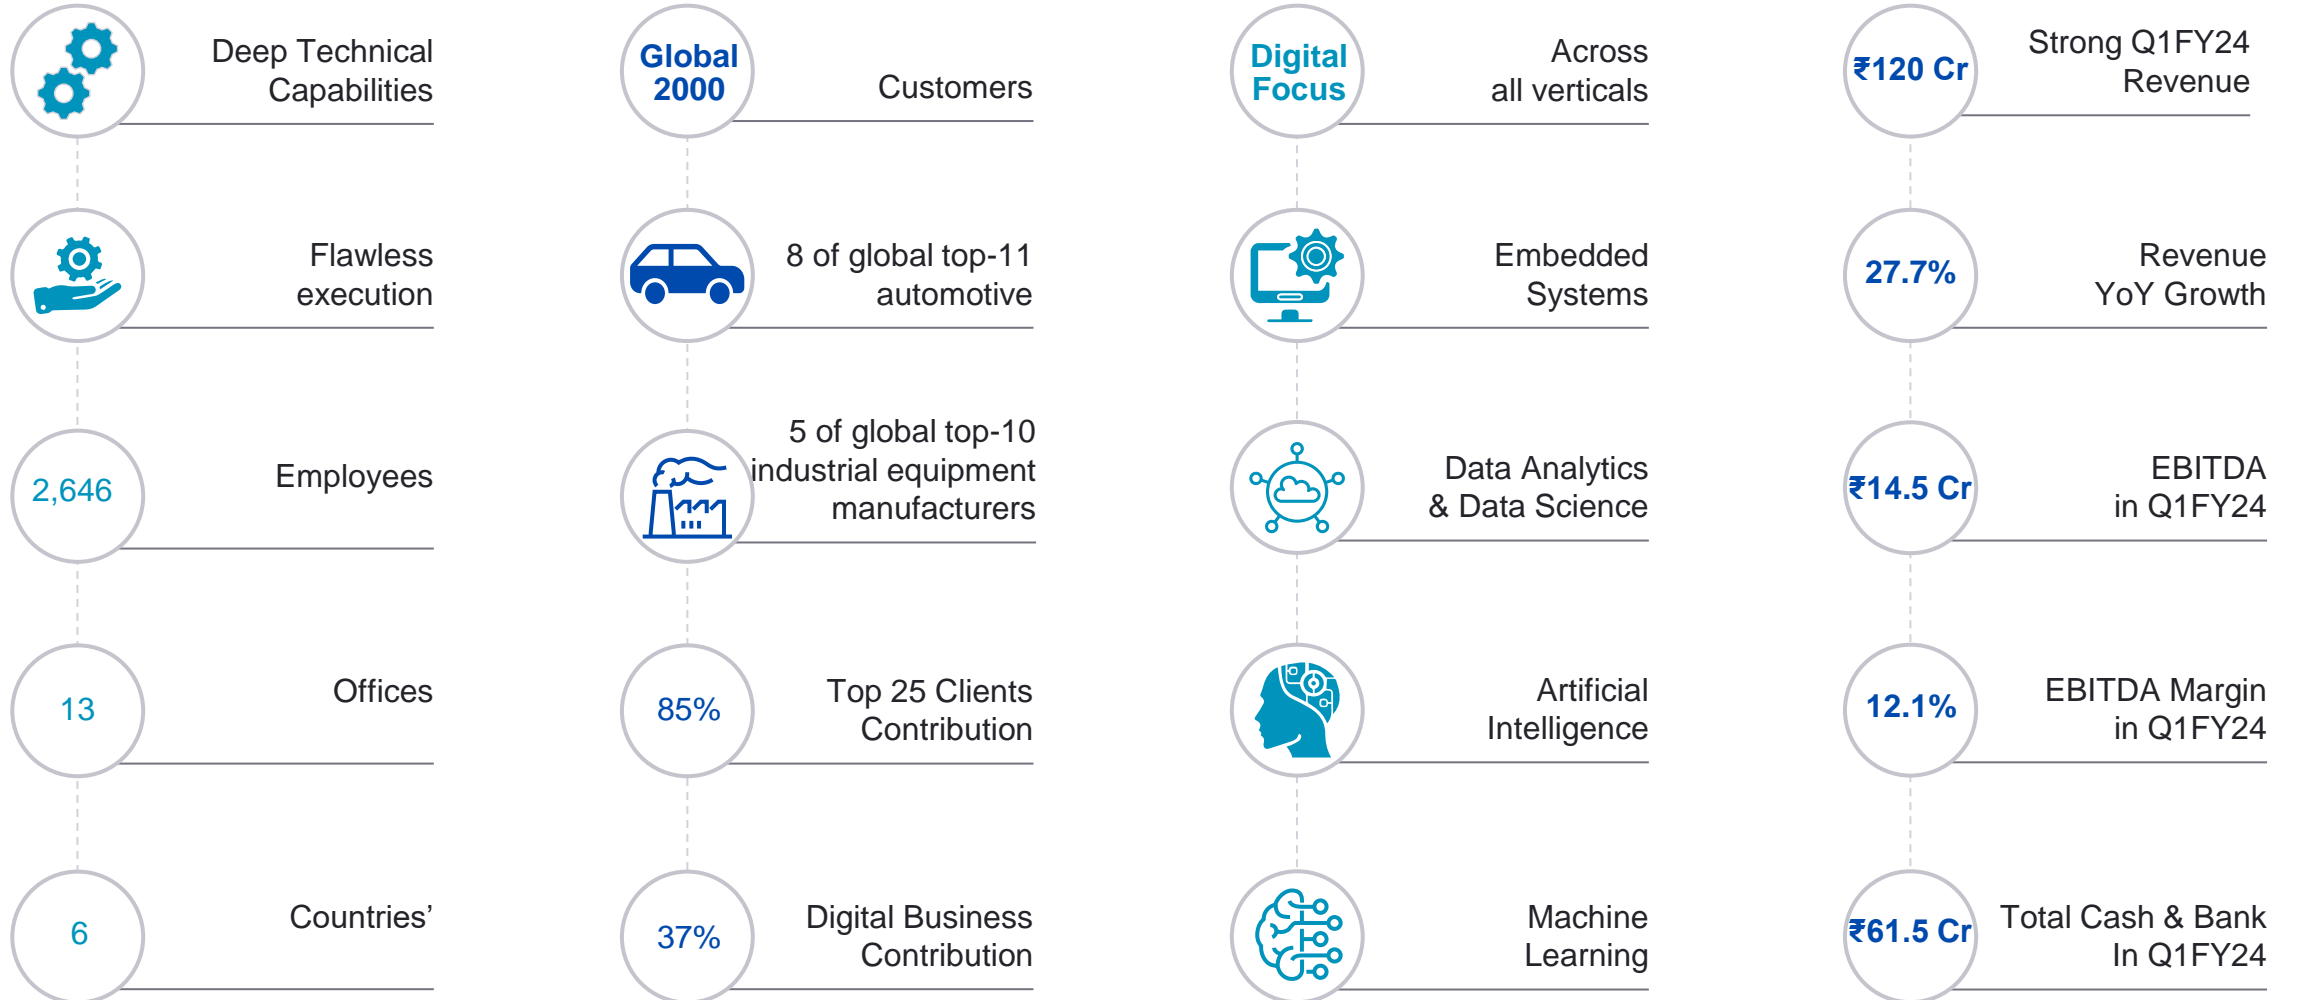 Deep Technical
Capabilities
Flawless
execution
2,646
Employees
13
Offices
6
Countries’
Global
2000
Customers
8 of global top-11
automotive
5 of global top-10
industrial equipment
manufacturers
85%
Top 25 Clients
Contribution
37%
Digital Business
Contribution
Digital
Focus
Across
all verticals
Embedded
Systems
Data Analytics
& Data Science
Artificial
Intelligence
Machine
Learning
₹120 Cr
Strong Q1FY24
Revenue
27.7%
Revenue
YoY Growth
₹14.5 Cr
EBITDA
in Q1FY24
12.1%
EBITDA Margin
in Q1FY24
₹61.5 Cr
Total Cash & Bank
In Q1FY24